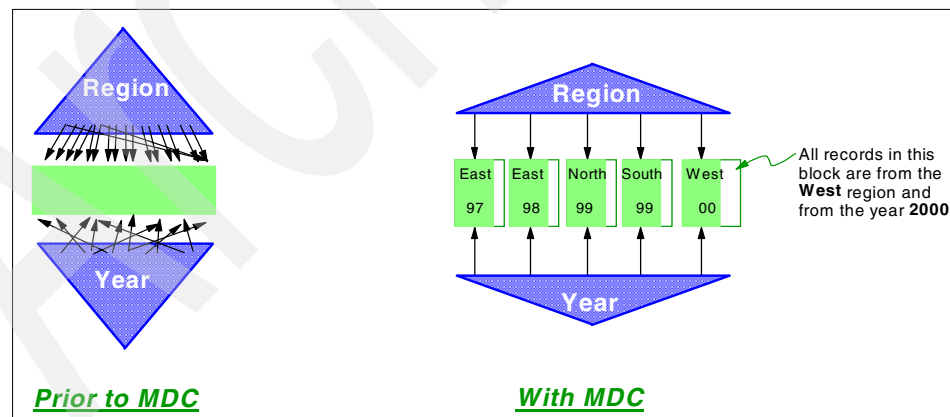 Region
Year
Prior to MDC
Region
East East North South West
97 98 99 99 00
Year
With MDC
All records in this
block are from the
West region and
from the year 2000